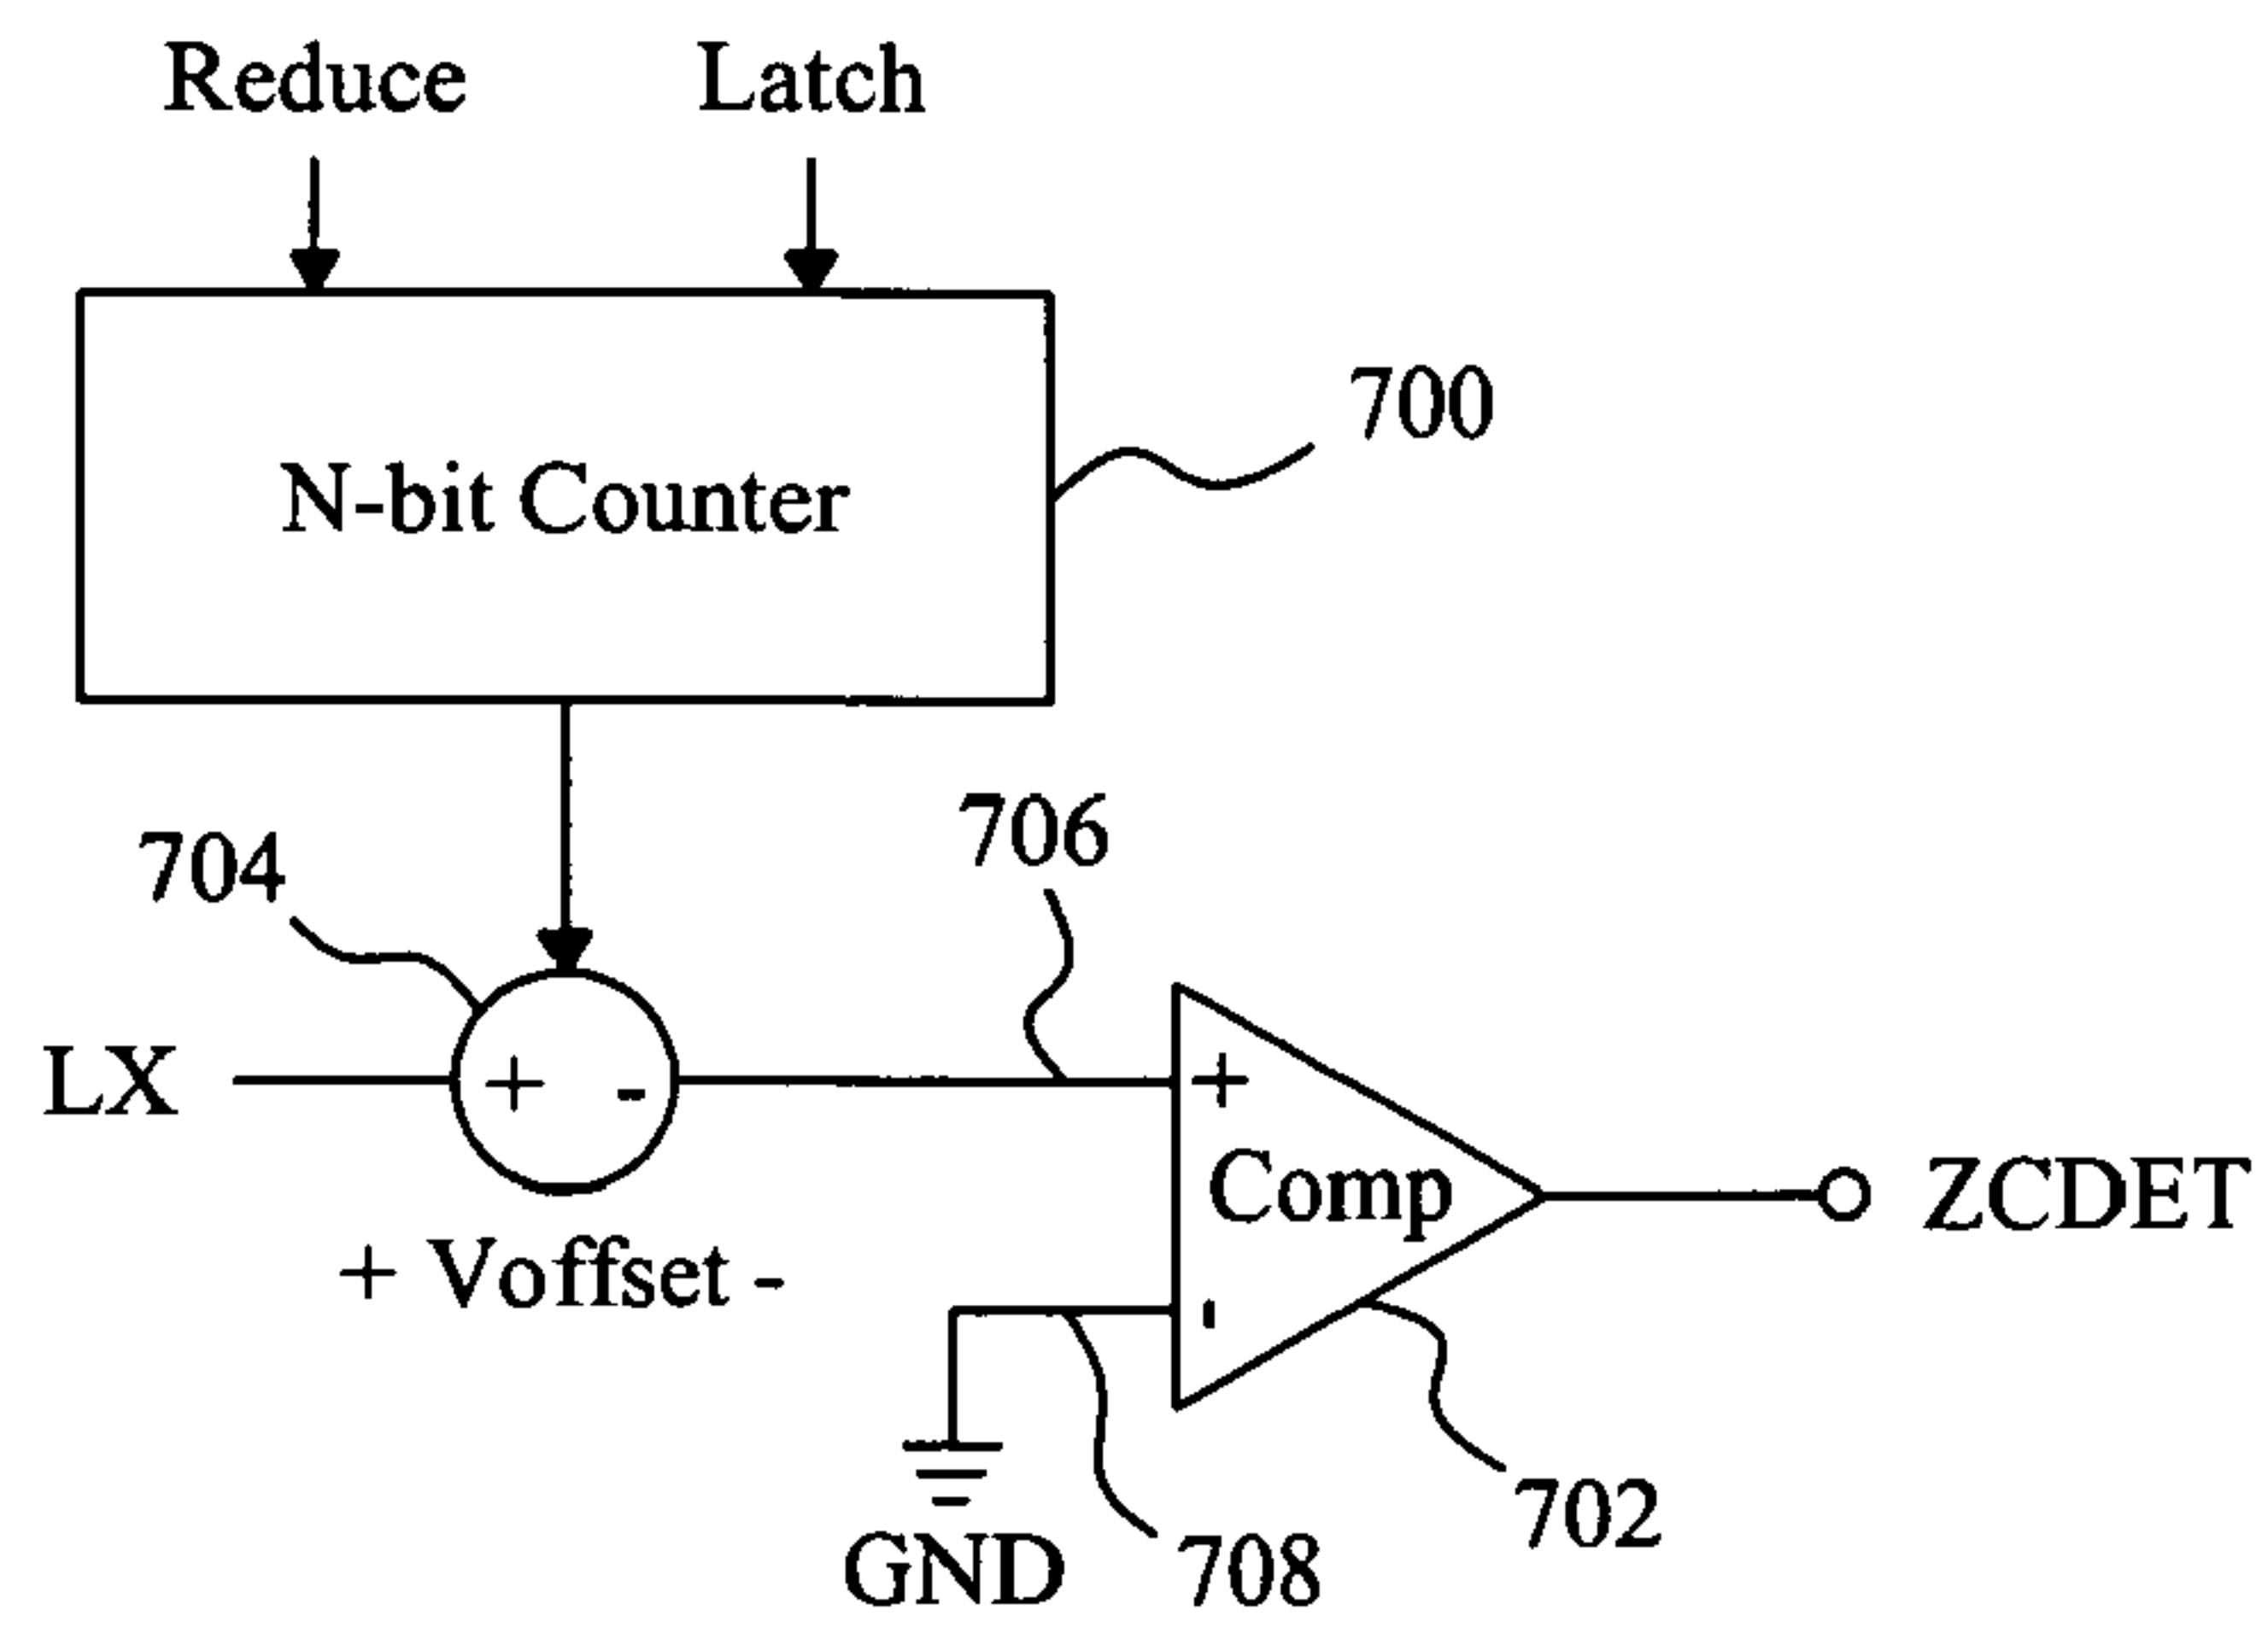 Reduce
Latch
N-bit Counter
700
704
706
LX
+ -
+ Voffset -
+
Comp
-
ZCDET
GND
708
702